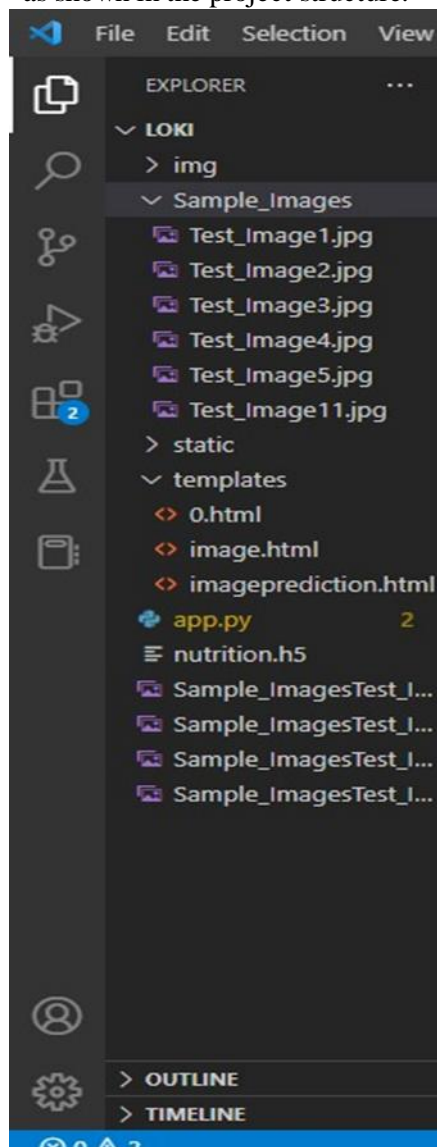 as shown in the project structure.
File Edit Selection View
EXPLORER ...
LOKI
img
Sample_Images
Test_Image1.jpg
Test_Image2.jpg
Test_Image3.jpg
Test_Image4.jpg
Test_Image5.jpg
Test_Image11.jpg
static
templates
<> 0.html
<> image.html
<> imageprediction.html
app.py 2
nutrition.h5
Sample_ImagesTest_I...
Sample_ImagesTest_I...
Sample_ImagesTest_I...
Sample_ImagesTest_I...
2
OUTLINE
TIMELINE